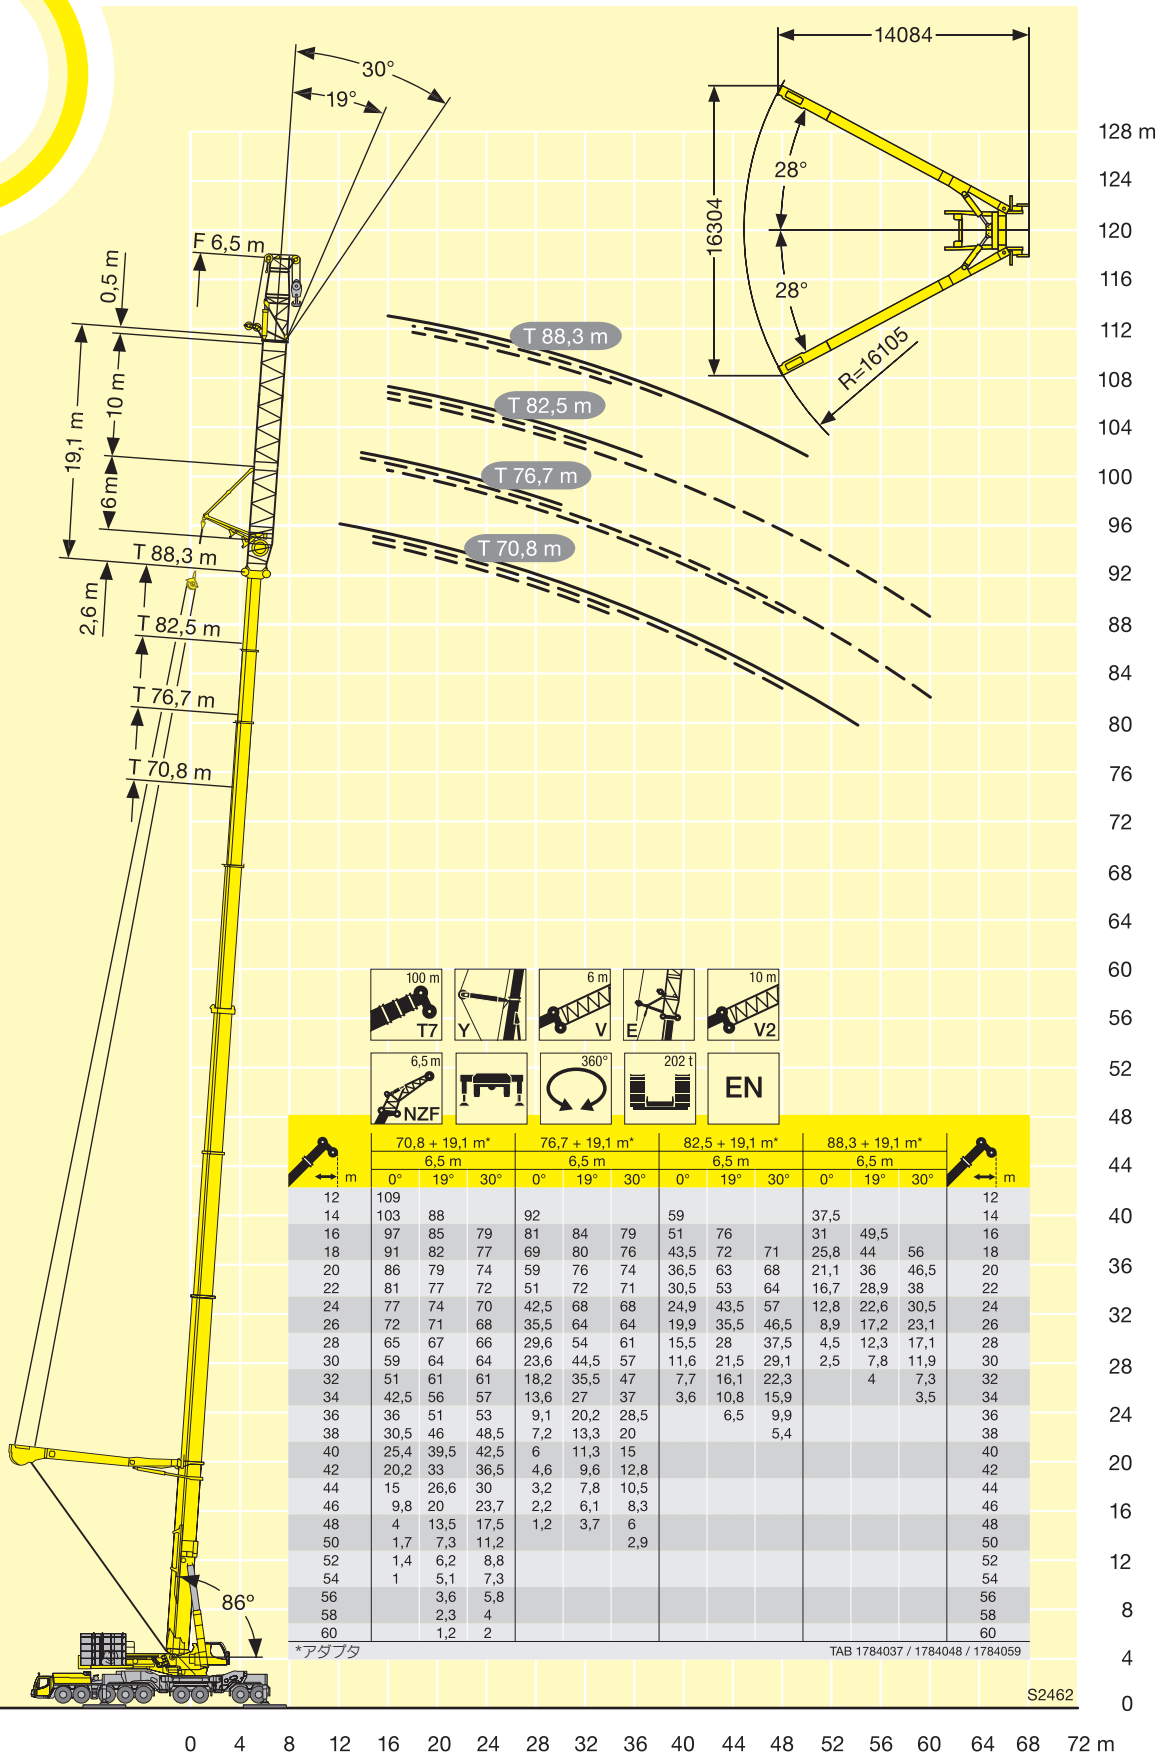 30°
19°
14084
28°
16304
28°
R=16105
F 6,5 m
0,5 m
10 m
19,1 m
6 m
2,6 m
T 88,3 m
T 82,5 m
T 76,7 m
T 70,8 m
T 88,3 m
T 82,5 m
T 76,7 m
T 70,8 m
86°
128 m
124
120
116
112
108
104
100
96
92
88
84
80
76
72
68
64
60
56
52
48
44
40
36
32
28
24
20
16
12
8
4
0
100 m T7
Y
6 m V
E
10 m V2
6,5 m NZF
360°
202 t
EN
70,8 + 19,1 m* 76,7 + 19,1 m* 82,5 + 19,1 m* 88,3 + 19,1 m*
6,5 m 6,5 m 6,5 m 6,5 m
m 0° 19° 30° 0° 19° 30° 0° 19° 30° 0° 19° 30° m
12 109 12
14 103 88 92 59 37,5 14
16 97 85 79 81 84 79 51 76 31 49,5 16
18 91 82 77 69 80 76 43,5 72 71 25,8 44 56 18
20 86 79 74 59 76 74 36,5 63 68 21,1 36 46,5 20
22 81 77 72 51 72 71 30,5 53 64 16,7 28,9 38 22
24 77 74 70 42,5 68 68 24,9 43,5 57 12,8 22,6 30,5 24
26 72 71 68 35,5 64 64 19,9 35,5 46,5 8,9 17,2 23,1 26
28 65 67 66 29,6 54 61 15,5 28 37,5 4,5 12,3 17,1 28
30 59 64 64 23,6 44,5 57 11,6 21,5 29,1 2,5 7,8 11,9 30
32 51 61 61 18,2 35,5 47 7,7 16,1 22,3 4 7,3 32
34 42,5 56 57 13,6 27 37 3,6 10,8 15,9 3,5 34
36 36 51 53 9,1 20,2 28,5 6,5 9,9 36
38 30,5 46 48,5 7,2 13,3 20 5,4 38
40 25,4 39,5 42,5 6 11,3 15 40
42 20,2 33 36,5 4,6 9,6 12,8 42
44 15 26,6 30 3,2 7,8 10,5 44
46 9,8 20 23,7 2,2 6,1 8,3 46
48 4 13,5 17,5 1,2 3,7 6 48
50 1,7 7,3 11,2 2,9 50
52 1,4 6,2 8,8 52
54 1 5,1 7,3 54
56 3,6 5,8 56
58 2,3 4 58
60 1,2 2 60
*アダプタ TAB 1784037 / 1784048 / 1784059
S2462
0 4 8 12 16 20 24 28 32 36 40 44 48 52 56 60 64 68 72 m